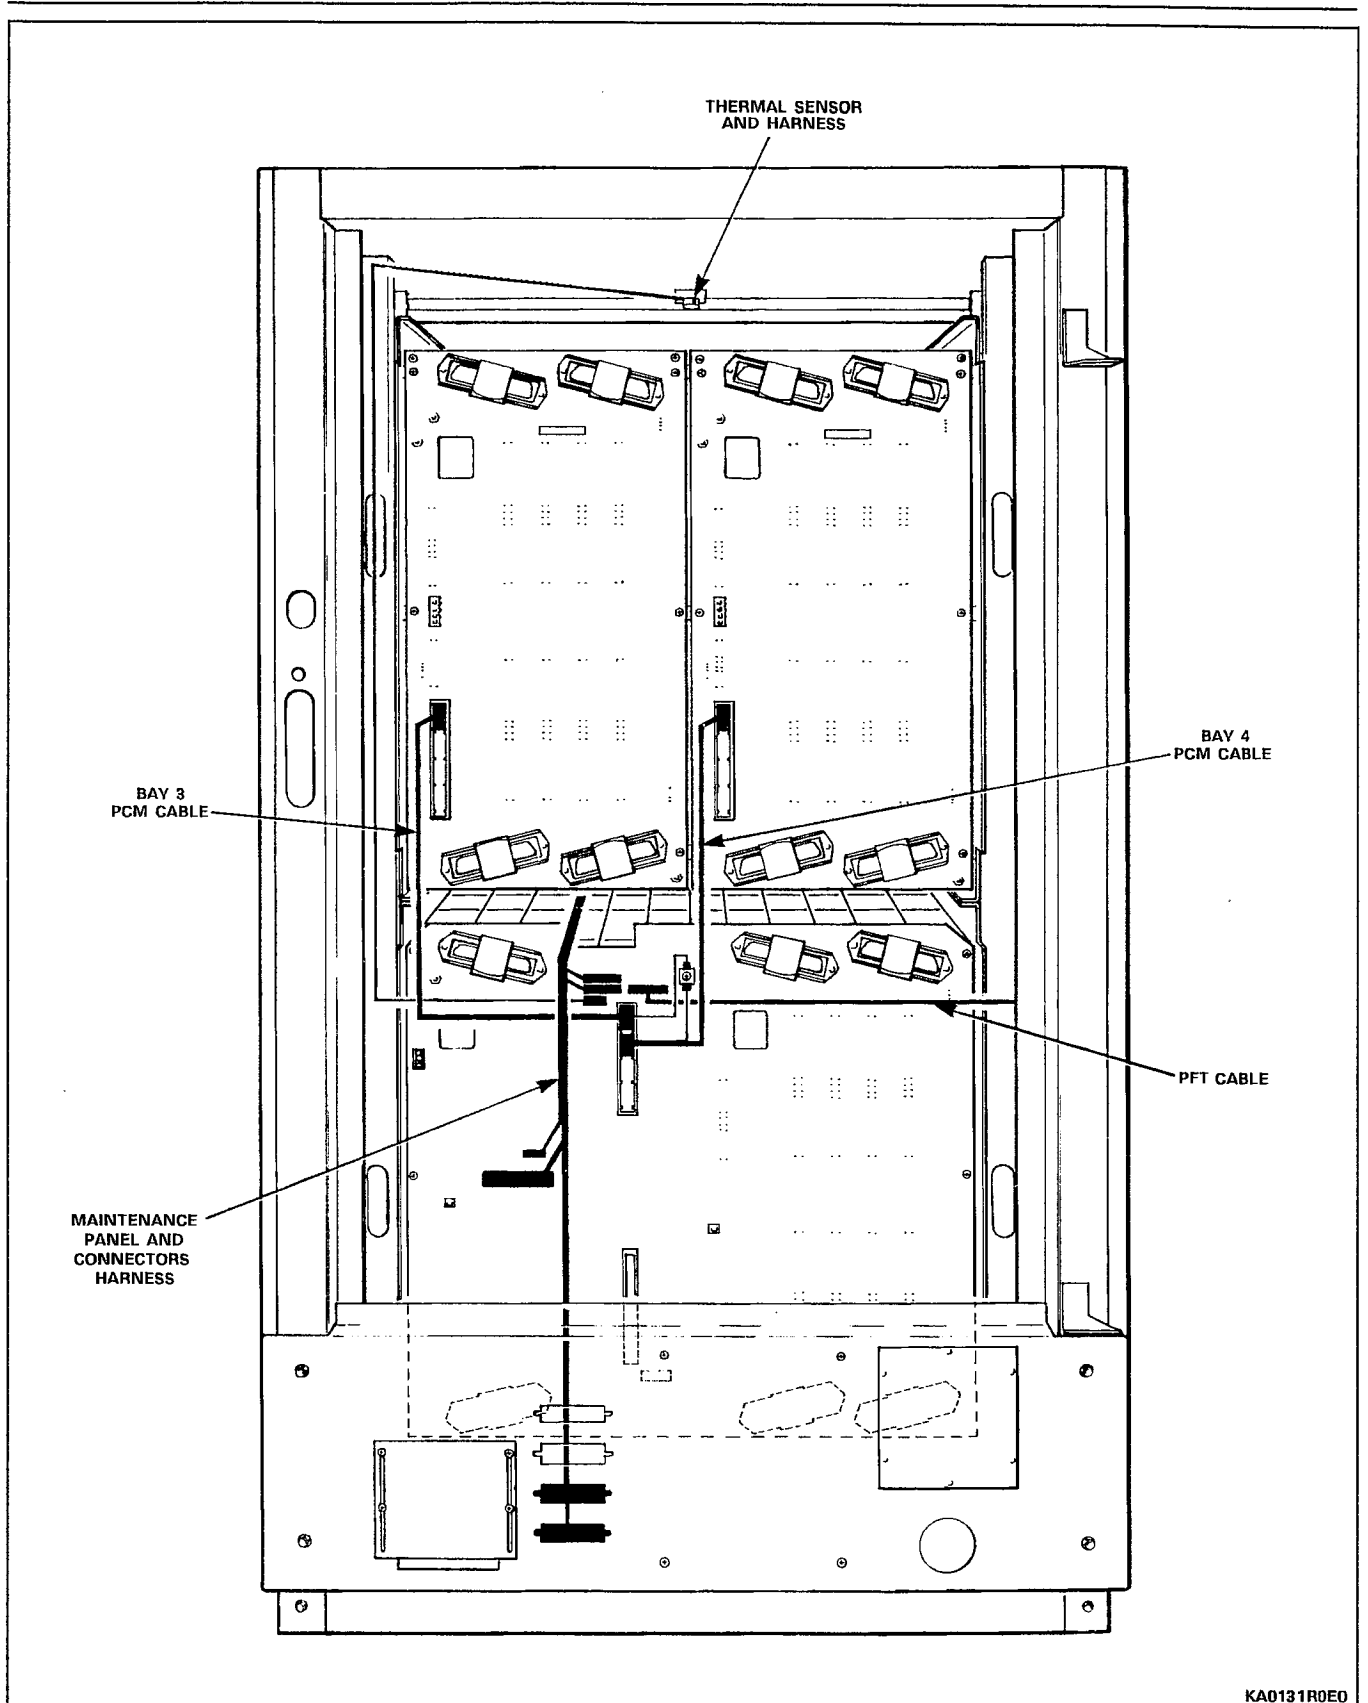 THERMAL SENSOR
AND HARNESS
BAY 4
PCM CABLE
BAY 3
PCM CABLE
PFT CABLE
MAINTENANCE
PANEL AND
CONNECTORS
HARNESS
KA0131R0E0